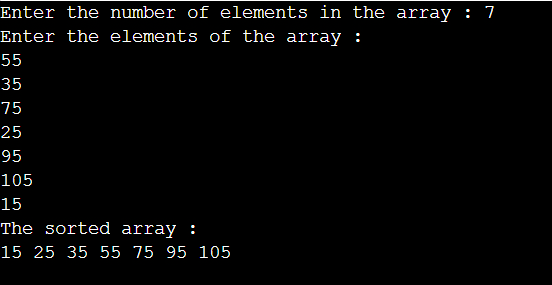 Enter the number of elements in the array : 7
Enter the elements of the array :
55
35
75
25
95
105
15
The sorted array :
15 25 35 55 75 95 105